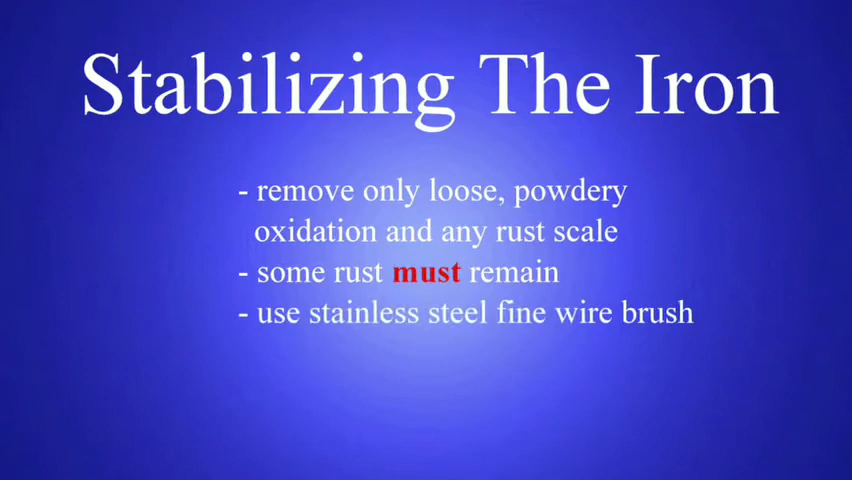 Stabilizing The Iron
- remove only loose, powdery
oxidation and any rust scale
- some rust must remain
- use stainless steel fine wire brush